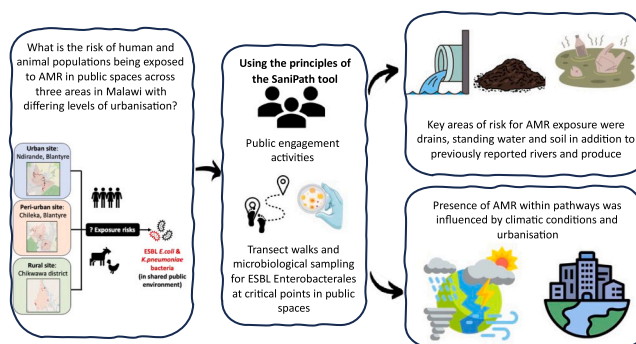 What is the risk of human and
animal populations being exposed
to AMR in public spaces across
three areas in Malawi with
differing levels of urbanisation?
Urban site:
Ndirande, Blantyre
Peri-urban site:
Chileka, Blantyre
Rural site:
Chikwawa district
? Exposure risks
ESBL E.coli &
K.pneumoniae
bacteria
(in shared public
environment)
Using the principles of
the SaniPath tool
Public engagement
activities
Transect walks and
microbiological sampling
for ESBL Enterobacterales
at critical points in public
spaces
Key areas of risk for AMR exposure were
drains, standing water and soil in addition to
previously reported rivers and produce
Presence of AMR within pathways was
influenced by climatic conditions and
urbanisation